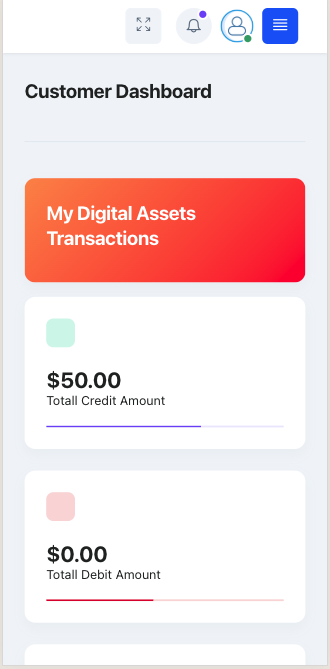 Customer Dashboard
My Digital Assets
Transactions
$50.00
Totall Credit Amount
$0.00
Totall Debit Amount